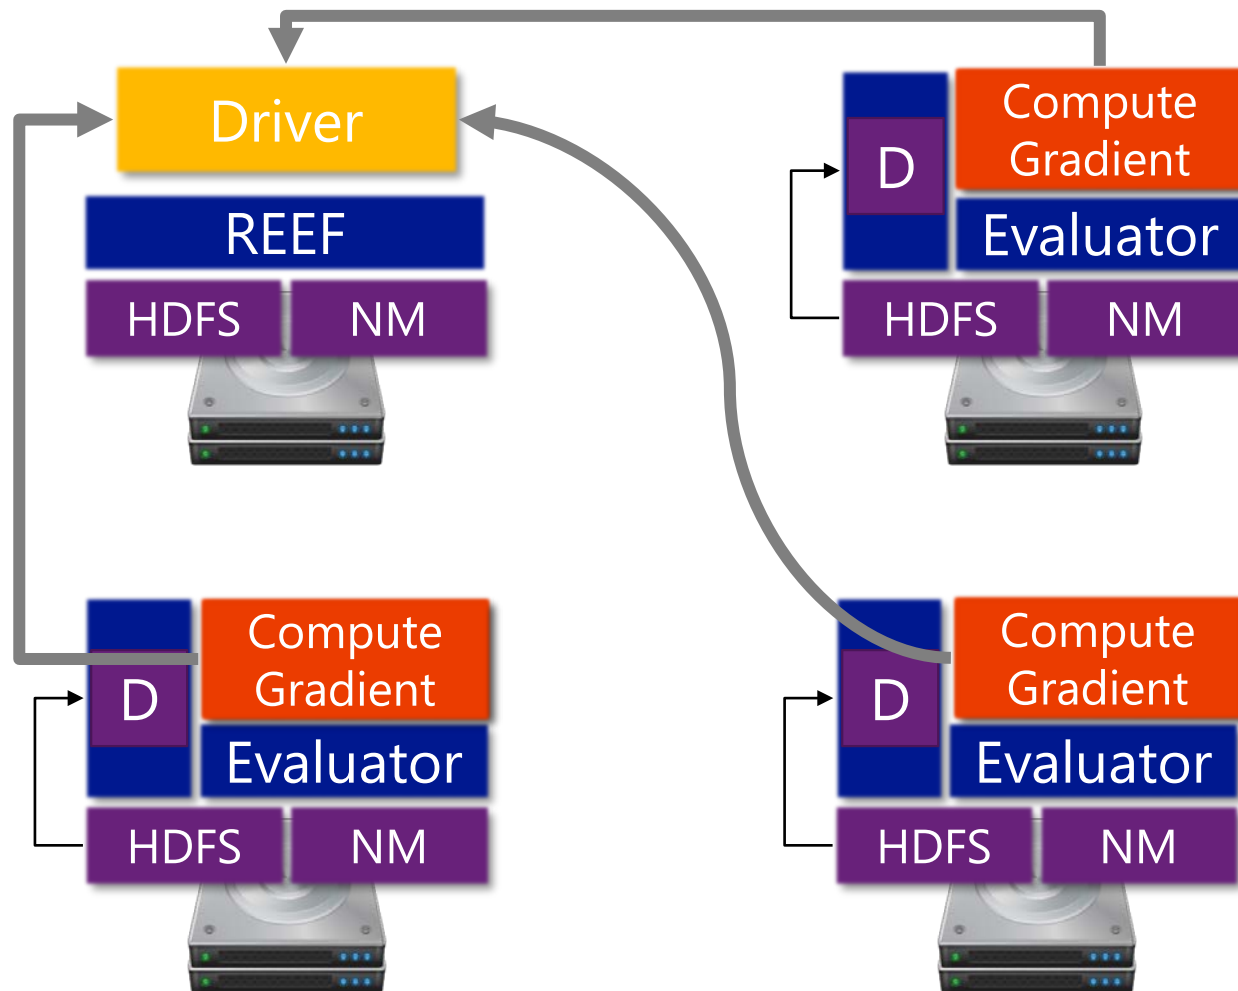 Driver
REEF
HDFS
NM
Compute
Gradient
D
Evaluator
HDFS
NM
Compute
Gradient
D
Evaluator
HDFS
NM
Compute
Gradient
D
Evaluator
HDFS
NM